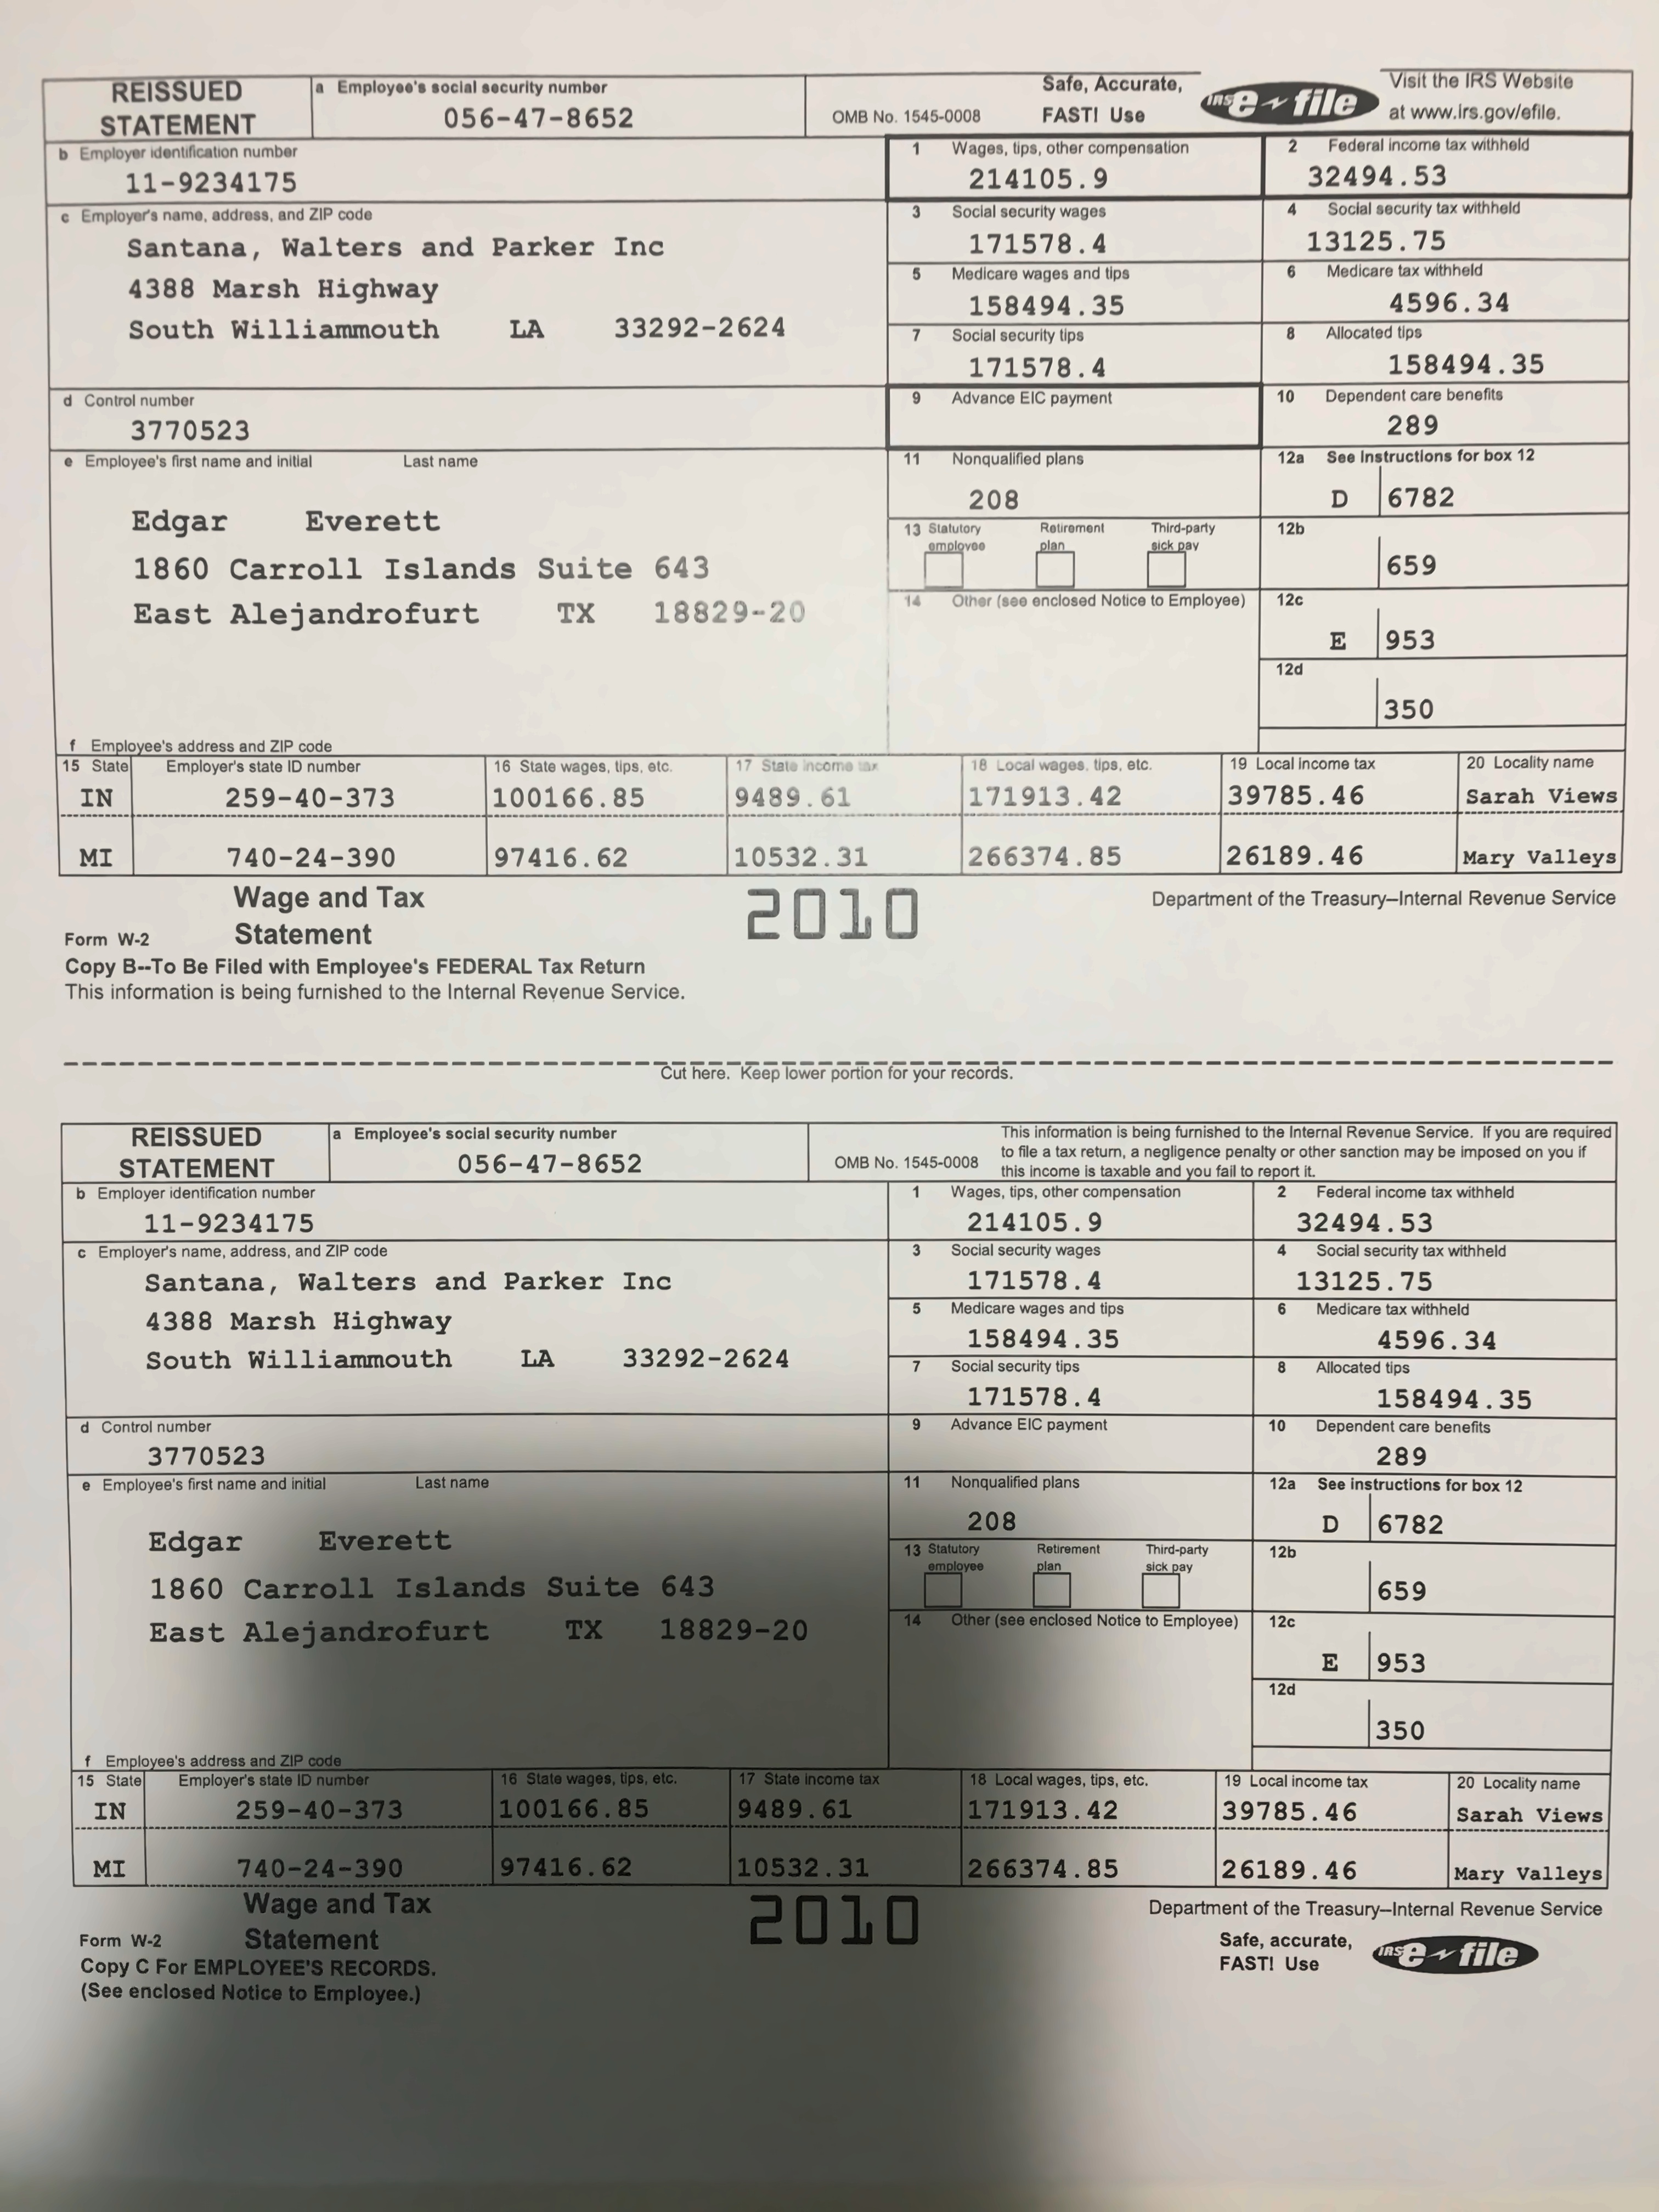 REISSUED STATEMENT
a Employee's social security number
056-47-8652
OMB No. 1545-0008
Safe, Accurate, FAST! Use
IRS e-file
Visit the IRS Website at www.irs.gov/efile.
b Employer identification number
11-9234175
1 Wages, tips, other compensation
214105.9
2 Federal income tax withheld
32494.53
c Employer's name, address, and ZIP code
Santana, Walters and Parker Inc
4388 Marsh Highway
South Williammouth LA 33292-2624
3 Social security wages
171578.4
4 Social security tax withheld
13125.75
5 Medicare wages and tips
158494.35
6 Medicare tax withheld
4596.34
7 Social security tips
171578.4
8 Allocated tips
158494.35
d Control number
3770523
9 Advance EIC payment
10 Dependent care benefits
289
e Employee's first name and initial Last name
Edgar Everett
1860 Carroll Islands Suite 643
East Alejandrofurt TX 18829-20
f Employee's address and ZIP code
11 Nonqualified plans
208
12a See instructions for box 12
D 6782
13 Statutory employee Retirement plan Third-party sick pay
12b
659
14 Other (see enclosed Notice to Employee)
12c
E 953
12d
350
15 State Employer's state ID number 16 State wages, tips, etc. 17 State income tax 18 Local wages, tips, etc. 19 Local income tax 20 Locality name
IN 259-40-373 100166.85 9489.61 171913.42 39785.46 Sarah Views
MI 740-24-390 97416.62 10532.31 266374.85 26189.46 Mary Valleys
Form W-2 Wage and Tax Statement
2010
Department of the Treasury–Internal Revenue Service
Copy B--To Be Filed with Employee's FEDERAL Tax Return
This information is being furnished to the Internal Revenue Service.
Cut here. Keep lower portion for your records.
REISSUED STATEMENT
a Employee's social security number
056-47-8652
OMB No. 1545-0008
This information is being furnished to the Internal Revenue Service. If you are required
to file a tax return, a negligence penalty or other sanction may be imposed on you if
this income is taxable and you fail to report it.
b Employer identification number
11-9234175
1 Wages, tips, other compensation
214105.9
2 Federal income tax withheld
32494.53
c Employer's name, address, and ZIP code
Santana, Walters and Parker Inc
4388 Marsh Highway
South Williammouth LA 33292-2624
3 Social security wages
171578.4
4 Social security tax withheld
13125.75
5 Medicare wages and tips
158494.35
6 Medicare tax withheld
4596.34
7 Social security tips
171578.4
8 Allocated tips
158494.35
d Control number
3770523
9 Advance EIC payment
10 Dependent care benefits
289
e Employee's first name and initial Last name
Edgar Everett
1860 Carroll Islands Suite 643
East Alejandrofurt TX 18829-20
f Employee's address and ZIP code
11 Nonqualified plans
208
12a See instructions for box 12
D 6782
13 Statutory employee Retirement plan Third-party sick pay
12b
659
14 Other (see enclosed Notice to Employee)
12c
E 953
12d
350
15 State Employer's state ID number 16 State wages, tips, etc. 17 State income tax 18 Local wages, tips, etc. 19 Local income tax 20 Locality name
IN 259-40-373 100166.85 9489.61 171913.42 39785.46 Sarah Views
MI 740-24-390 97416.62 10532.31 266374.85 26189.46 Mary Valleys
Form W-2 Wage and Tax Statement
2010
Department of the Treasury–Internal Revenue Service
Copy C For EMPLOYEE'S RECORDS.
(See enclosed Notice to Employee.)
Safe, accurate, FAST! Use
IRS e-file